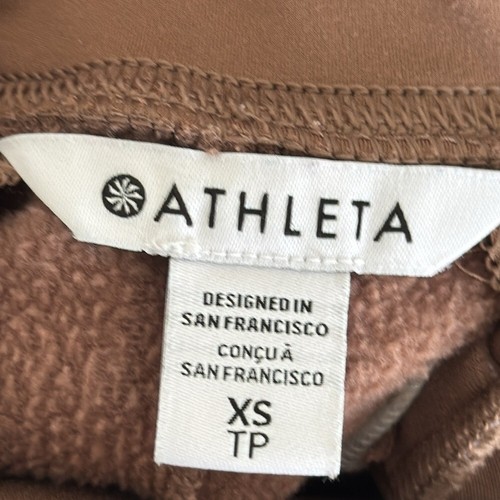 ATHLETA
DESIGNED IN
SAN FRANCISCO
CONÇU À
SAN FRANCISCO
XS
TP